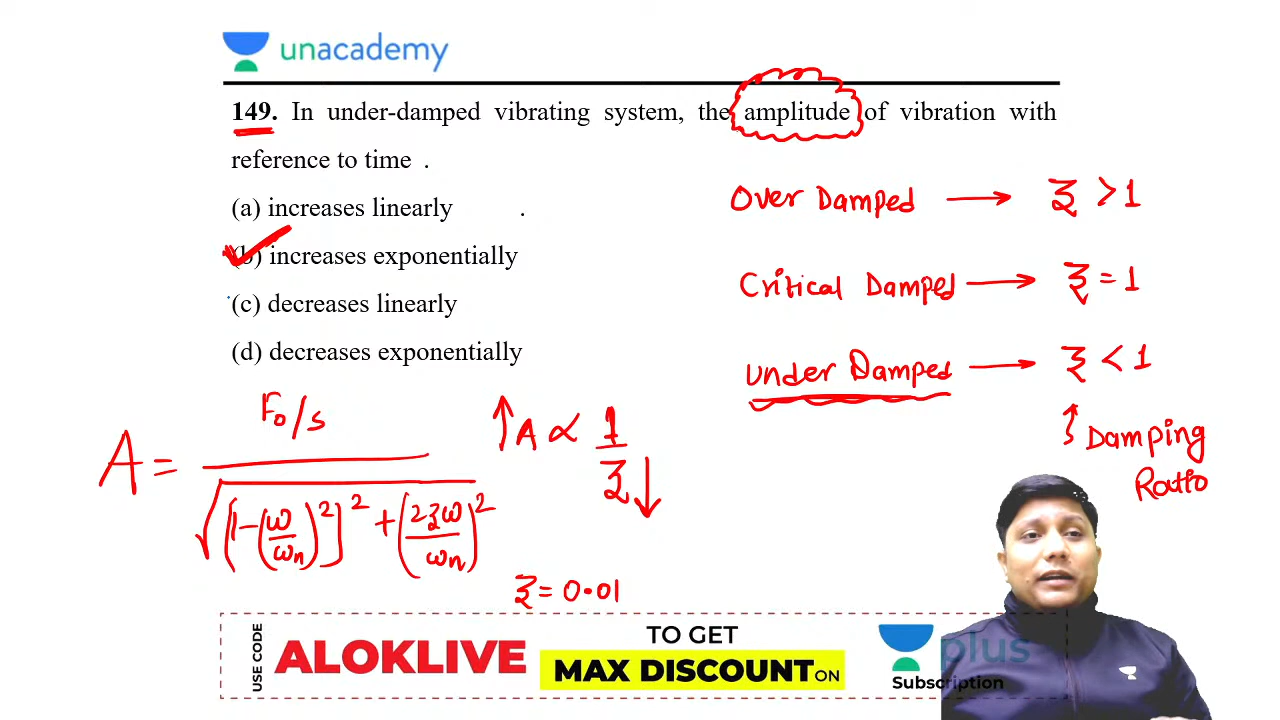 unacademy
149. In under-damped vibrating system, the amplitude of vibration with
reference to time .
(a) increases linearly .
(b) increases exponentially
(c) decreases linearly
(d) decreases exponentially
Over Damped → ξ > 1
Critical Damped → ξ = 1
Under Damped → ξ < 1
Damping
Ratio
F₀/s
A =
√[1-(ω/ωn)²]² + (2ξω/ωn)²
↑ A ∝ 1/ξ ↓
ξ = 0.01
USE CODE
ALOKLIVE
TO GET
MAX DISCOUNT ON
plus
Subscription